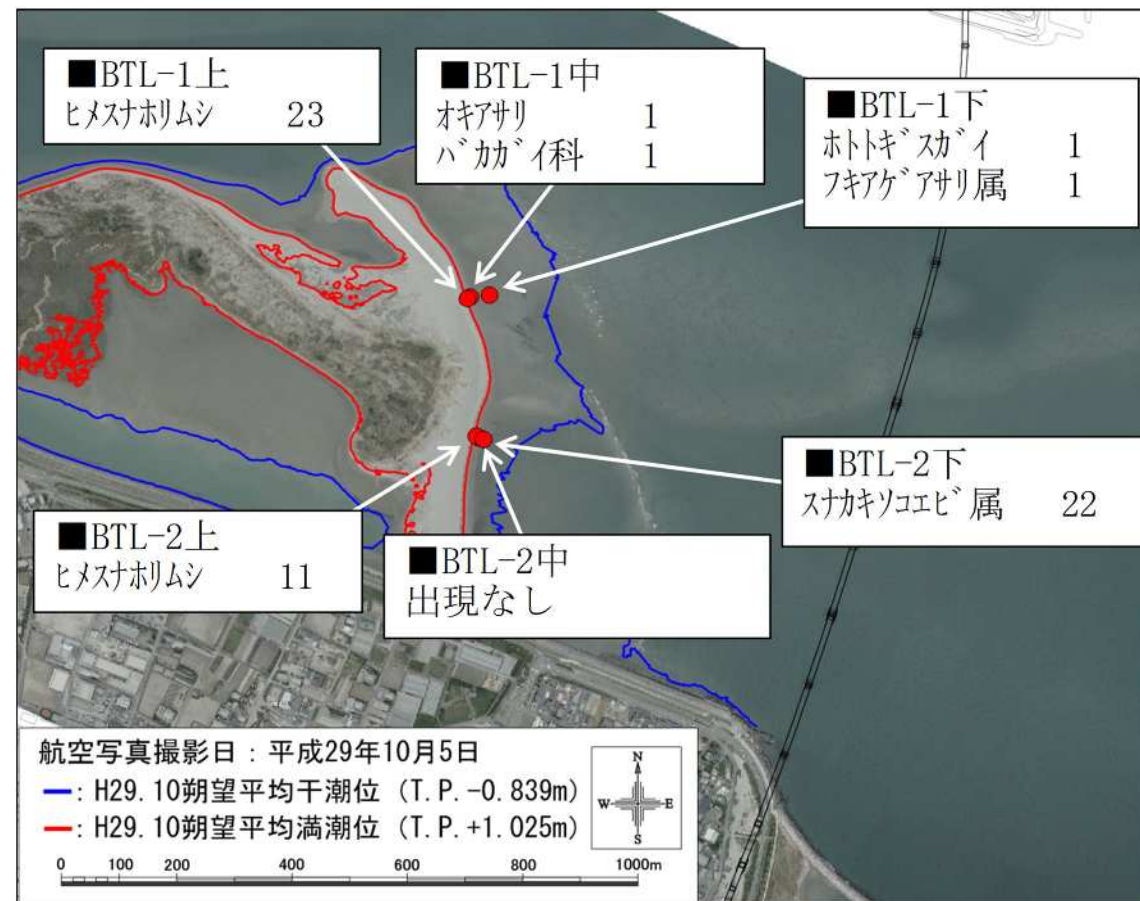 ■BTL-1上
ヒメスナホリムシ 23
■BTL-1中
オキアサリ 1
バカガイ科 1
■BTL-1下
ホトトギスガイ 1
フキアゲアサリ属 1
■BTL-2上
ヒメスナホリムシ 11
■BTL-2中
出現なし
■BTL-2下
スナカキソコエビ属 22
航空写真撮影日：平成29年10月5日
: H29.10朔望平均干潮位 (T.P.-0.839m)
: H29.10朔望平均満潮位 (T.P.+1.025m)
N
W E
S
0 100 200 400 600 800 1000m